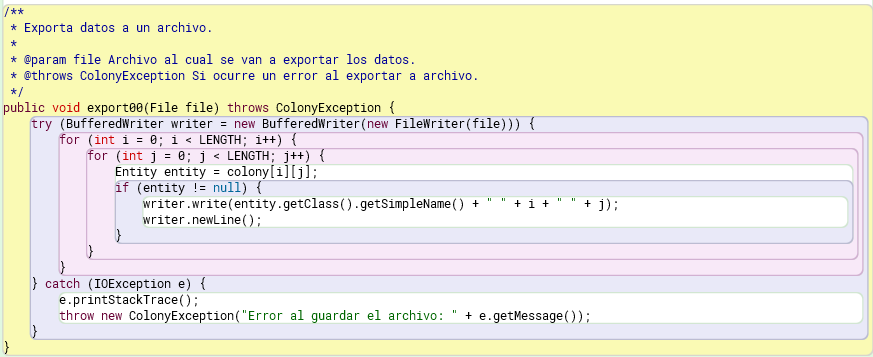 /**
 * Exporta datos a un archivo.
 *
 * @param file Archivo al cual se van a exportar los datos.
 * @throws ColonyException Si ocurre un error al exportar a archivo.
 */
public void export00(File file) throws ColonyException {
    try (BufferedWriter writer = new BufferedWriter(new FileWriter(file))) {
        for (int i = 0; i < LENGTH; i++) {
            for (int j = 0; j < LENGTH; j++) {
                Entity entity = colony[i][j];
                if (entity != null) {
                    writer.write(entity.getClass().getSimpleName() + " " + i + " " + j);
                    writer.newLine();
                }
            }
        }
    } catch (IOException e) {
        e.printStackTrace();
        throw new ColonyException("Error al guardar el archivo: " + e.getMessage());
    }
}